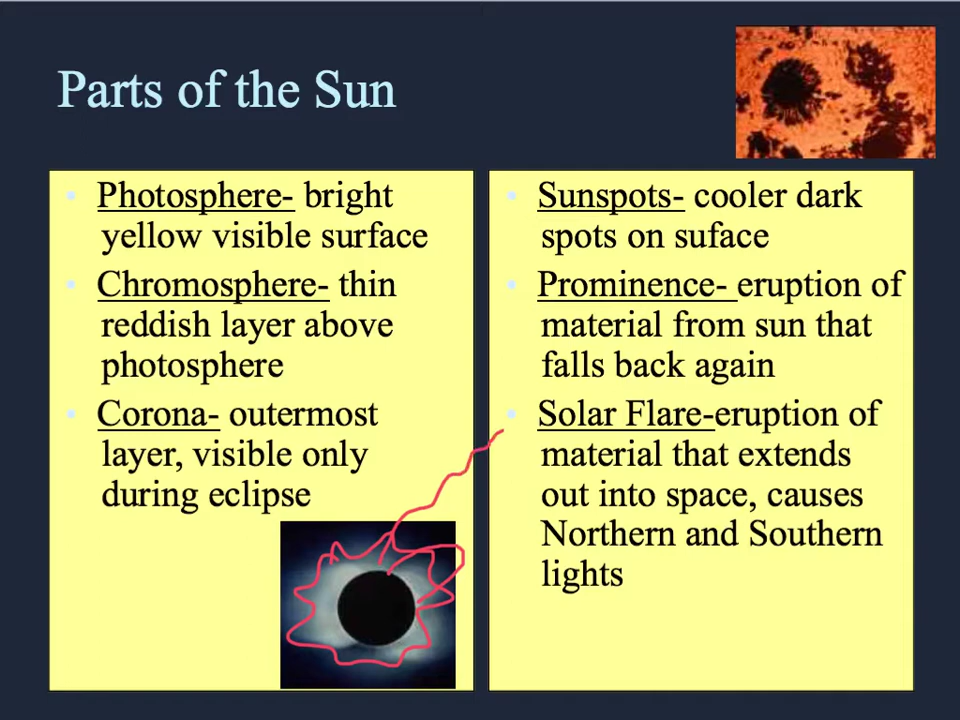 Parts of the Sun
• Photosphere- bright
yellow visible surface
• Chromosphere- thin
reddish layer above
photosphere
• Corona- outermost
layer, visible only
during eclipse
• Sunspots- cooler dark
spots on suface
• Prominence- eruption of
material from sun that
falls back again
• Solar Flare-eruption of
material that extends
out into space, causes
Northern and Southern
lights